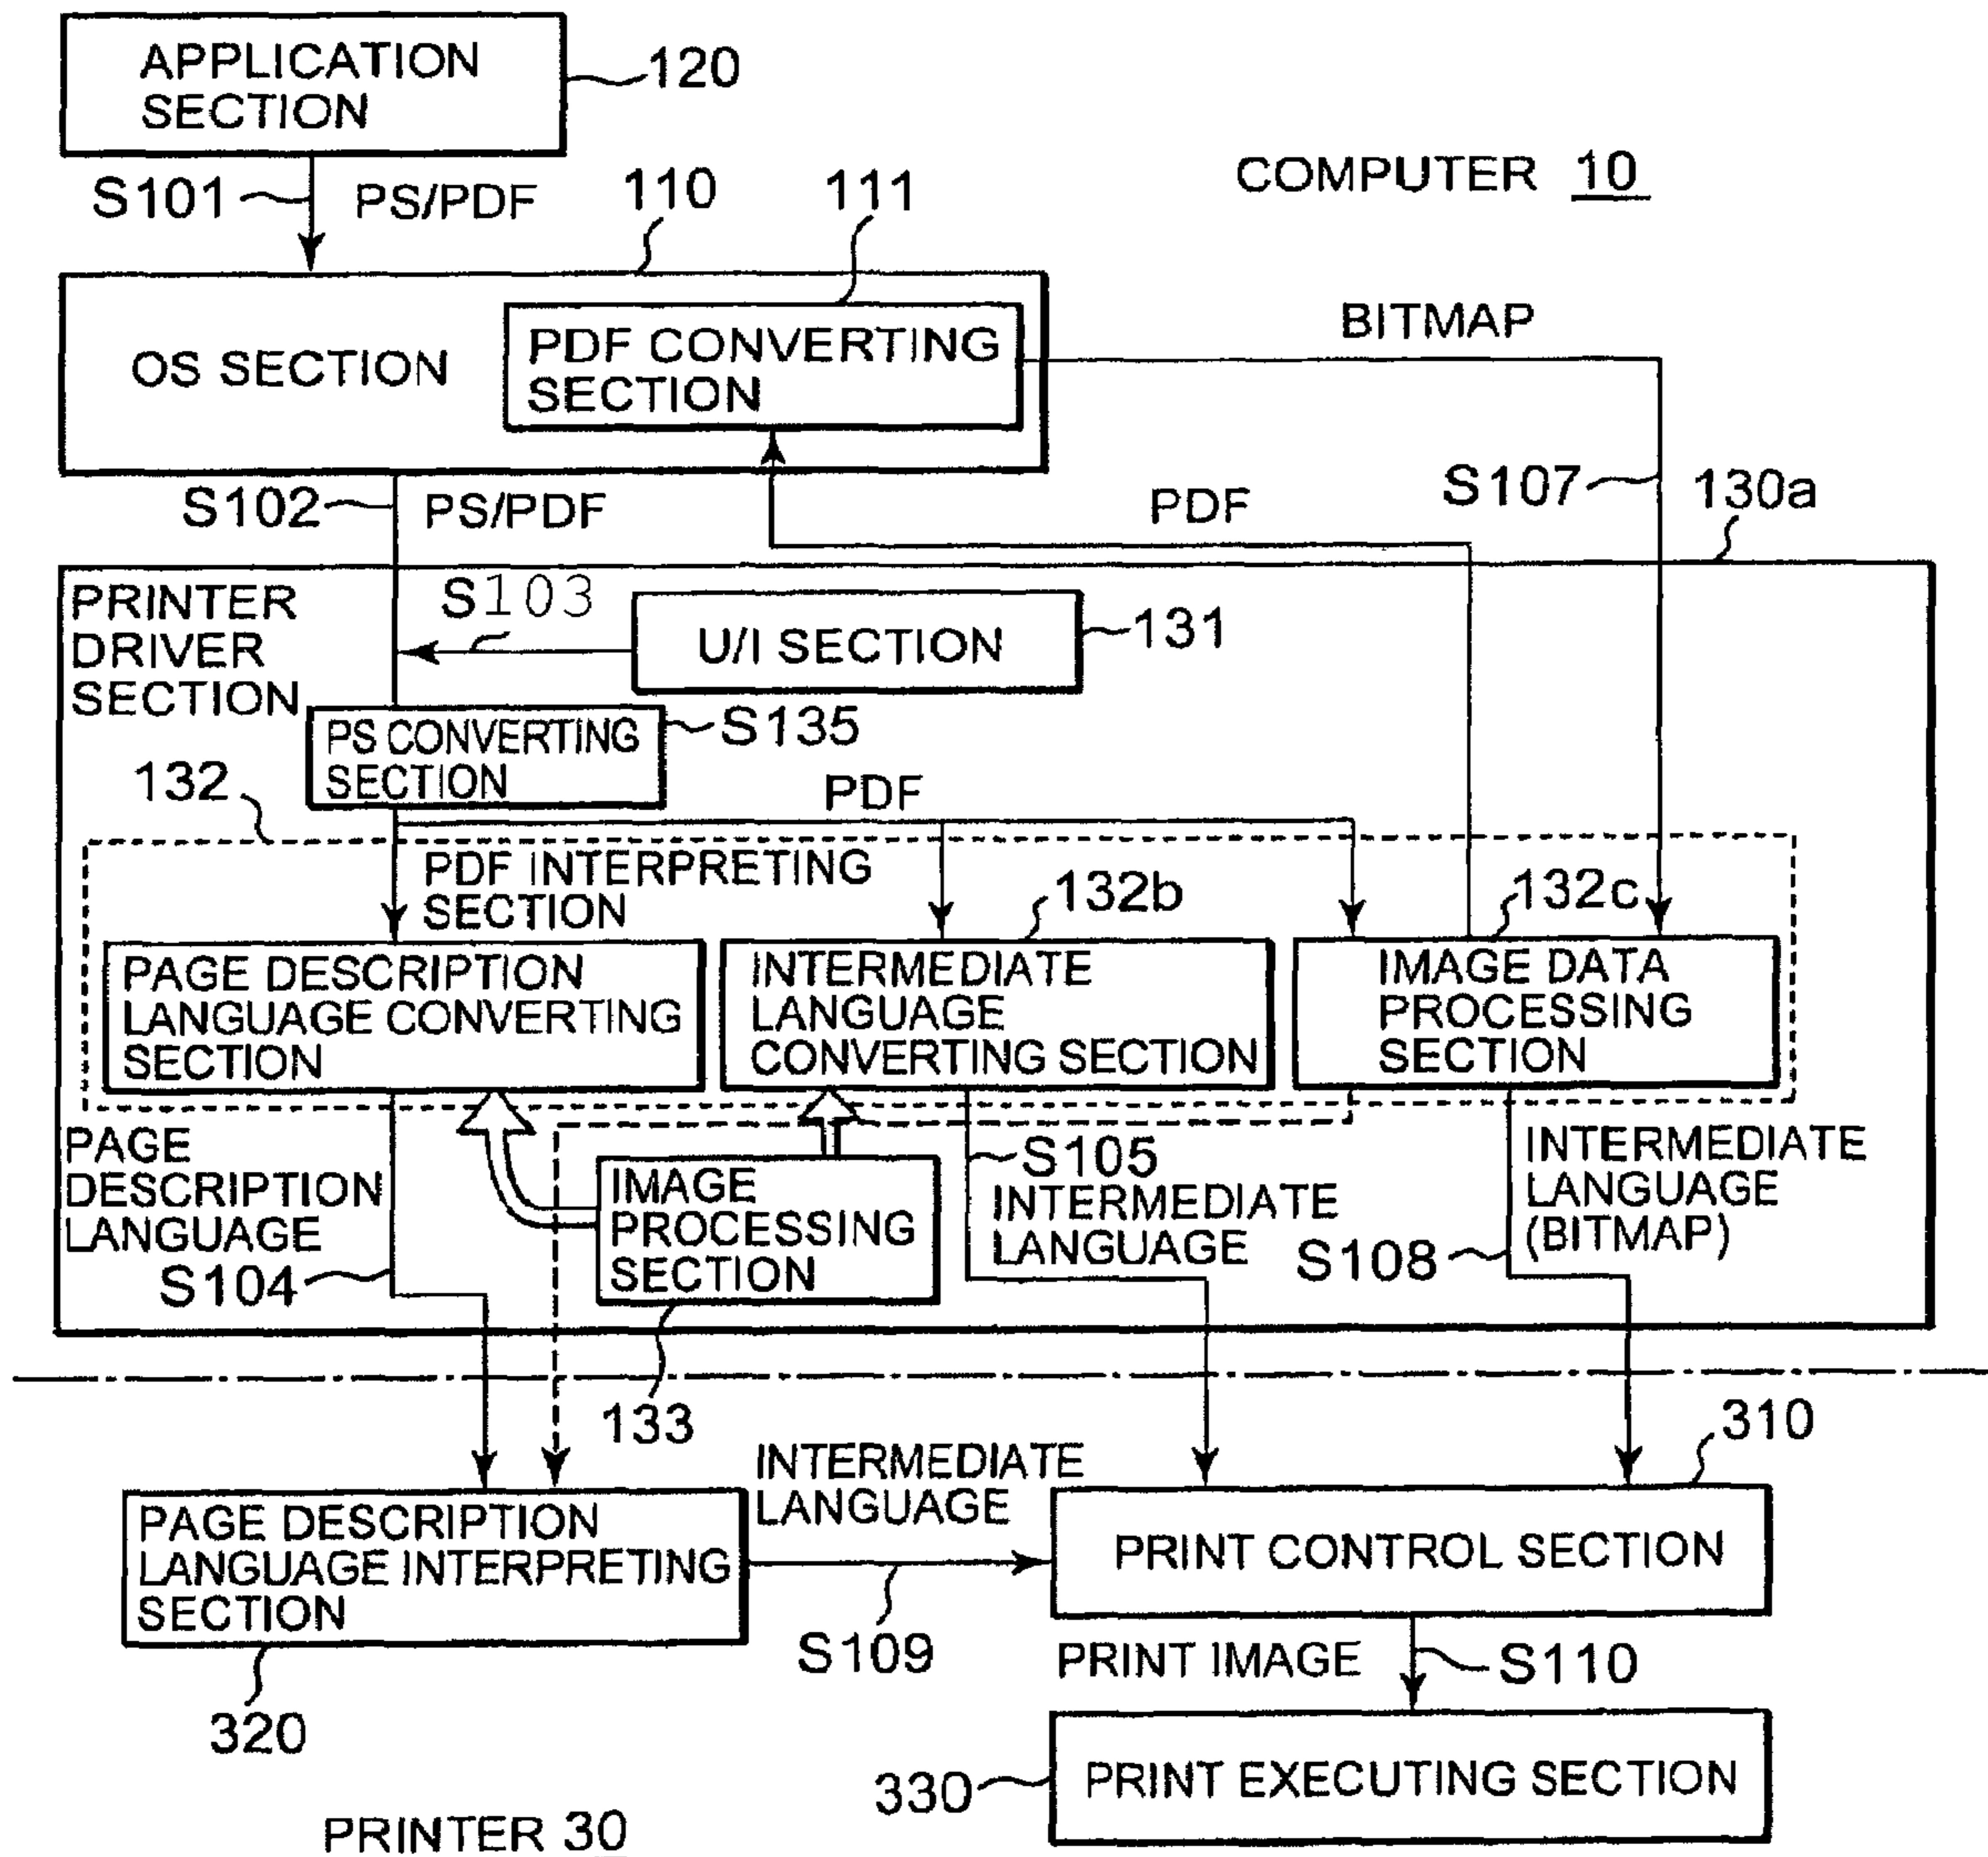 APPLICATION
SECTION
120
S101
PS/PDF
COMPUTER 10
110
111
OS SECTION
PDF CONVERTING
SECTION
BITMAP
S102
PS/PDF
PDF
S107
130a
PRINTER
DRIVER
SECTION
S103
U/I SECTION
131
PS CONVERTING
SECTION
S135
132
PDF
PDF INTERPRETING
SECTION
132b
132c
PAGE DESCRIPTION
LANGUAGE CONVERTING
SECTION
INTERMEDIATE
LANGUAGE
CONVERTING SECTION
IMAGE DATA
PROCESSING
SECTION
PAGE
DESCRIPTION
LANGUAGE
S104
IMAGE
PROCESSING
SECTION
S105
INTERMEDIATE
LANGUAGE
S108
INTERMEDIATE
LANGUAGE
(BITMAP)
133
310
PAGE DESCRIPTION
LANGUAGE INTERPRETING
SECTION
INTERMEDIATE
LANGUAGE
PRINT CONTROL SECTION
320
S109
PRINT IMAGE
S110
330
PRINT EXECUTING SECTION
PRINTER 30